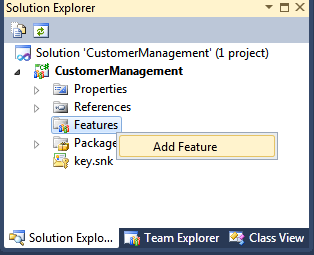 Solution Explorer
Solution 'CustomerManagement' (1 project)
CustomerManagement
Properties
References
Features
Add Feature
Package
key.snk
Solution Explo...
Team Explorer
Class View